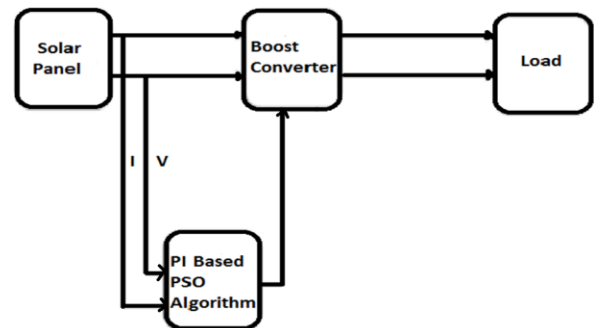 Solar
Panel
Boost
Converter
Load
I
V
PI Based
PSO
Algorithm